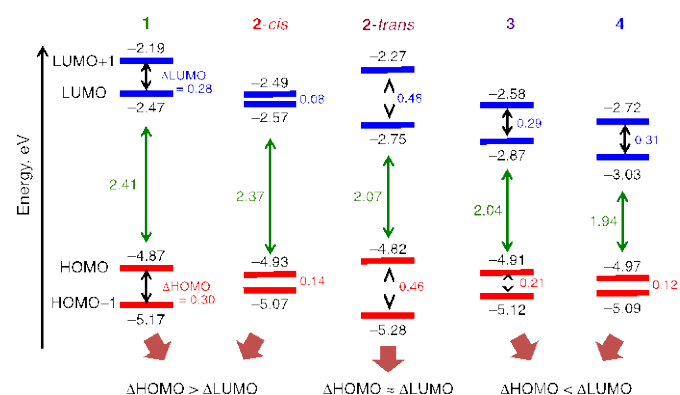 1 2-cis 2-trans 3 4
−2.19 −2.27
LUMO+1
ΔLUMO = 0.28
LUMO
−2.47
−2.49
0.08
−2.57
0.48
−2.75
−2.58
0.29
−2.87
−2.72
0.31
−3.03
Energy, eV
2.41 2.37 2.07 2.04 1.94
−4.87 −4.93 −4.82 −4.91 −4.97
HOMO
ΔHOMO = 0.30
HOMO−1
0.14
0.46
0.21
0.12
−5.17 −5.07 −5.28 −5.12 −5.09
ΔHOMO > ΔLUMO ΔHOMO ≈ ΔLUMO ΔHOMO < ΔLUMO